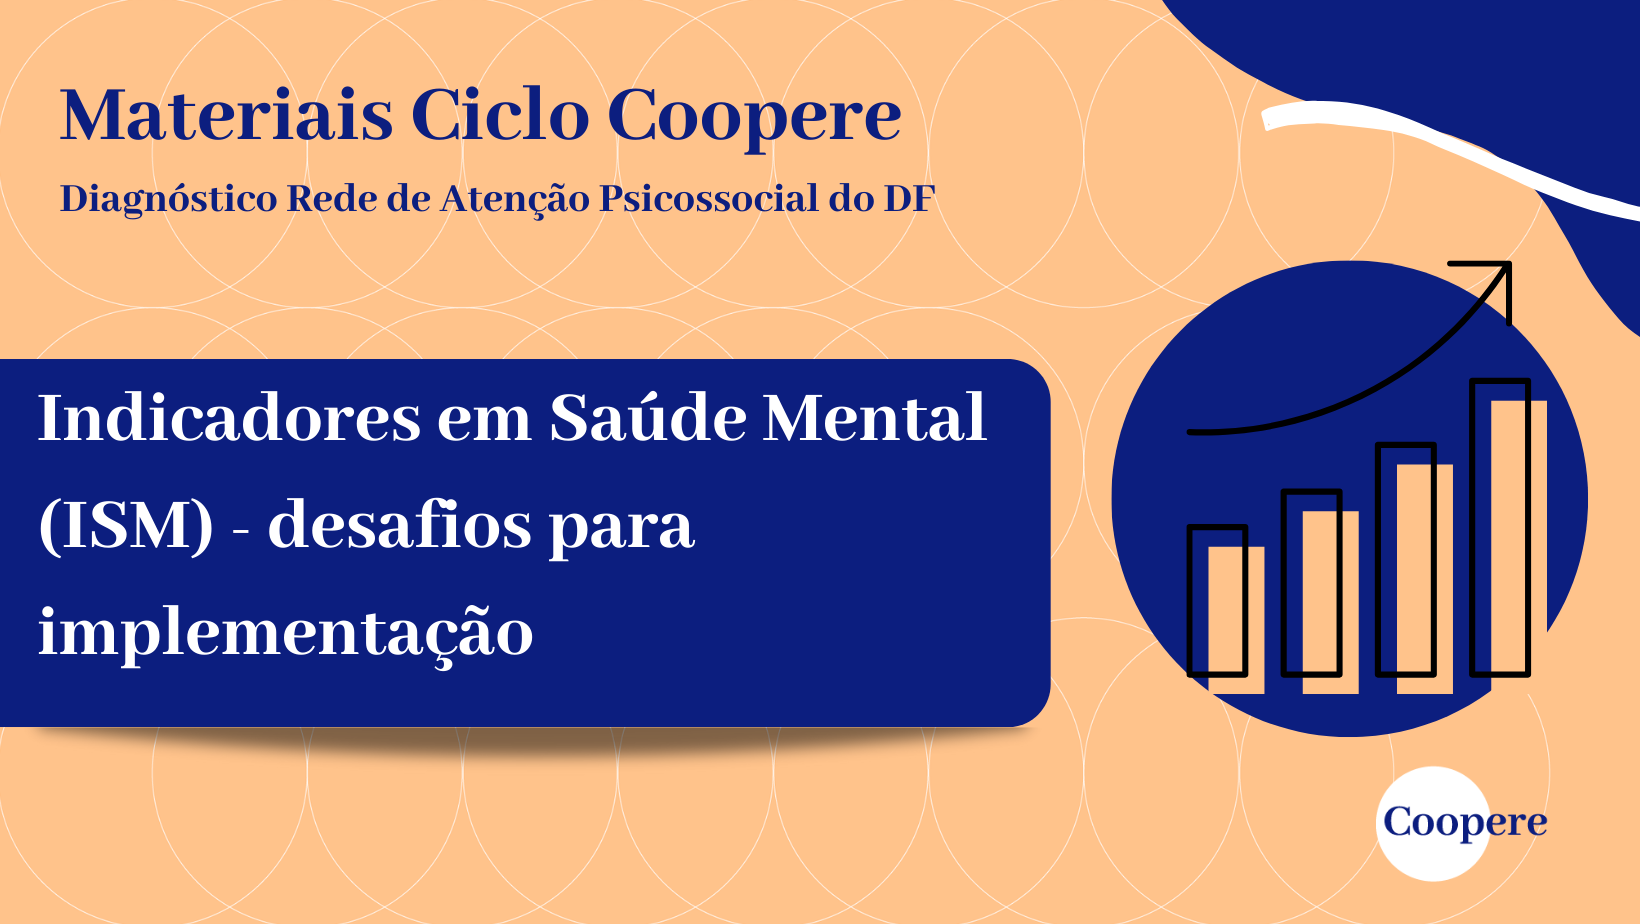 Materiais Ciclo Coopere
Diagnóstico Rede de Atenção Psicossocial do DF
Indicadores em Saúde Mental
(ISM) - desafios para
implementação
Coopere